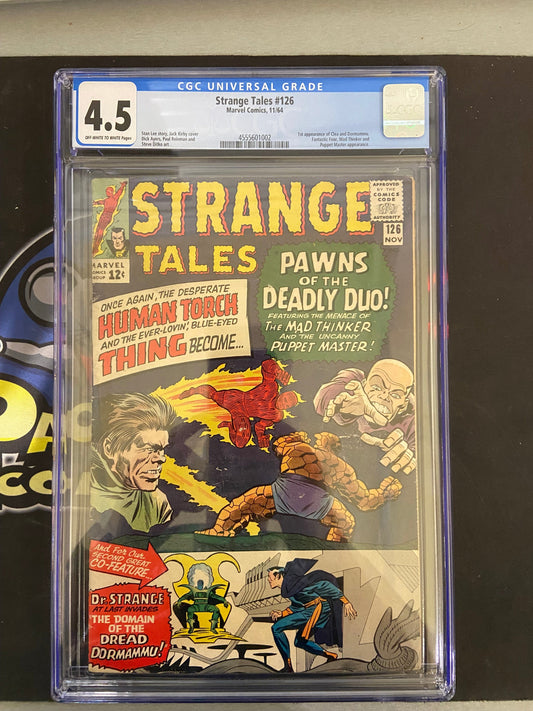 CGC UNIVERSAL GRADE
4.5
OFF-WHITE TO WHITE Pages
Strange Tales #126
Marvel Comics, 11/64
Stan Lee story, Jack Kirby cover
Dick Ayers, Paul Reinman and
Steve Ditko art
4555601002
1st appearance of Clea and Dormammu.
Fantastic Four, Mad Thinker and
Puppet Master appearance.
CGC
STRANGE
TALES
APPROVED
BY THE
COMICS
CODE
AUTHORITY
126
NOV
MARVEL
COMICS
GROUP
12¢
PAWNS
OF THE
DEADLY DUO!
FEATURING THE MENACE OF
THE MAD THINKER
AND THE UNCANNY
PUPPET MASTER!
ONCE AGAIN, THE DESPERATE
HUMAN TORCH
AND THE EVER-LOVIN', BLUE-EYED
THING BECOME...
And For Our
SECOND GREAT
CO-FEATURE...
DR. STRANGE
AT LAST INVADES
THE DOMAIN OF THE
DREAD
DORMAMMU!